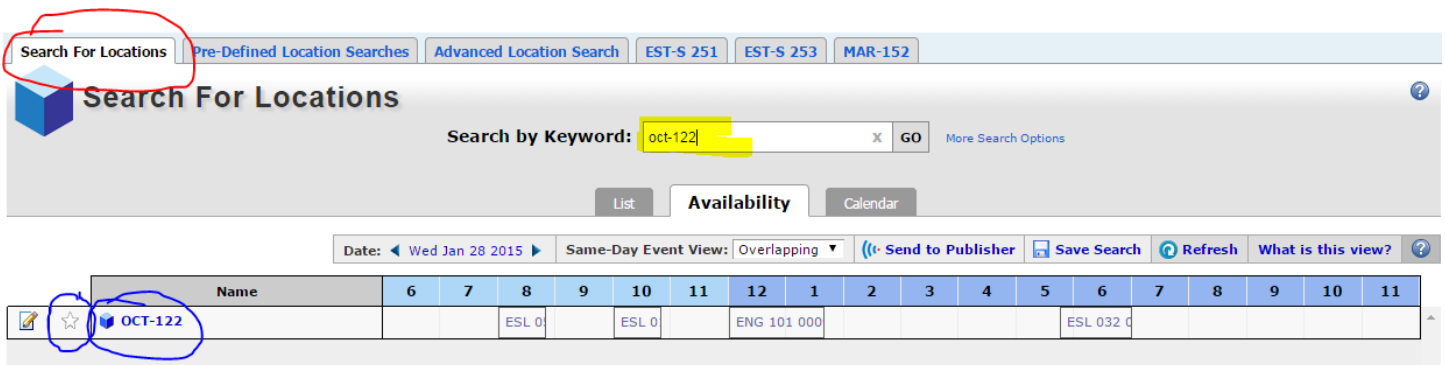 Search For Locations Pre-Defined Location Searches Advanced Location Search EST-S 251 EST-S 253 MAR-152
Search For Locations ?
Search by Keyword: oct-122 x GO More Search Options
List Availability Calendar
Date: Wed Jan 28 2015 Same-Day Event View: Overlapping Send to Publisher Save Search Refresh What is this view? ?
Name 6 7 8 9 10 11 12 1 2 3 4 5 6 7 8 9 10 11
OCT-122 ESL 0 ESL 0 ENG 101 000 ESL 032 0